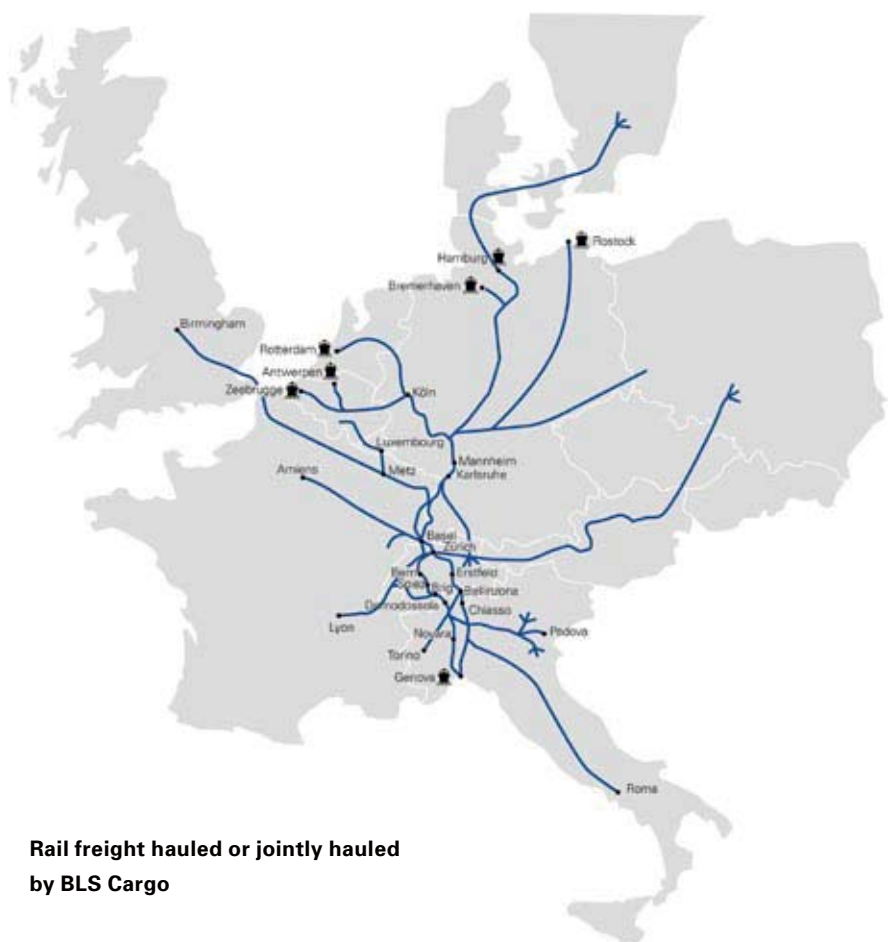 Rostock
Hamburg
Bremerhaven
Birmingham
Rotterdam
Antwerpen
Zeebrugge
Köln
Luxembourg
Mannheim
Metz
Karlsruhe
Amiens
Basel
Zürich
Bern
Erstfeld
Spiez
Brig
Bellinzona
Domodossola
Chiasso
Lyon
Novara
Padova
Torino
Genova
Roma
Rail freight hauled or jointly hauled
by BLS Cargo